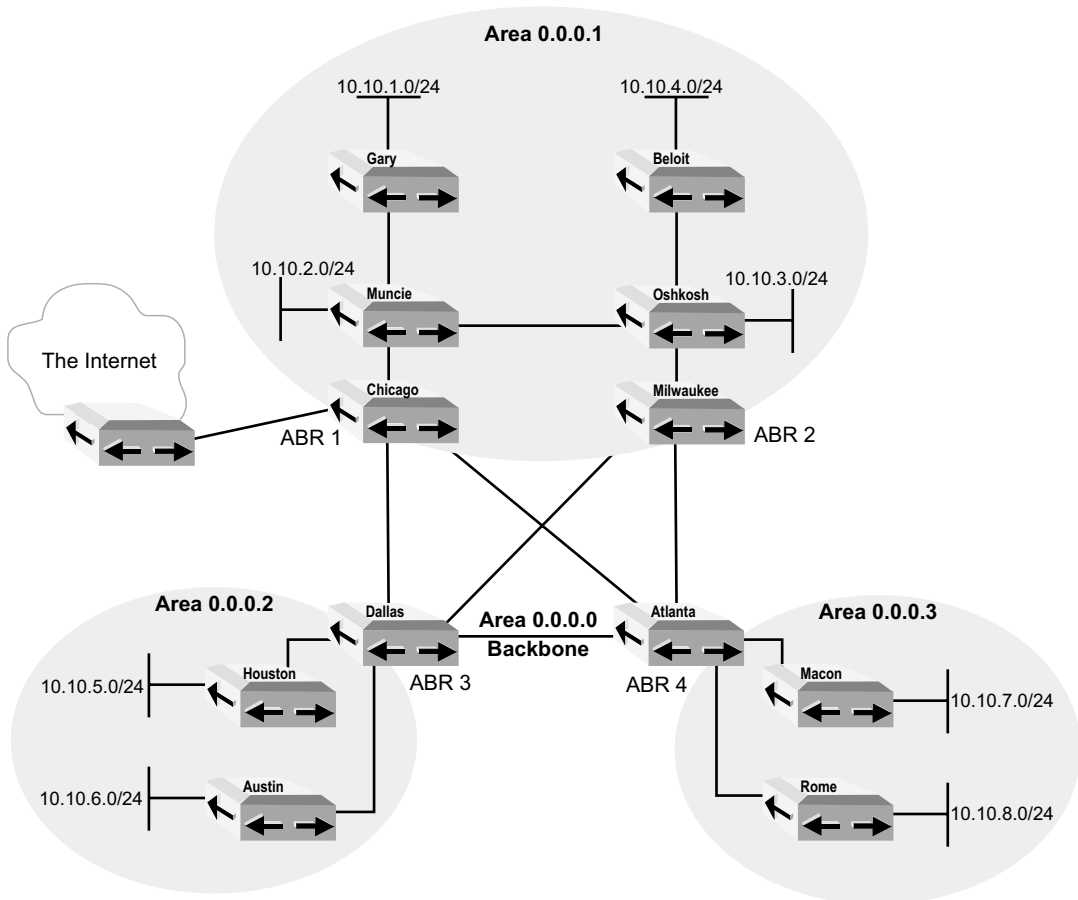 Area 0.0.0.1
10.10.1.0/24
10.10.4.0/24
Gary
Beloit
10.10.2.0/24
10.10.3.0/24
Muncie
Oshkosh
The Internet
Chicago
Milwaukee
ABR 1
ABR 2
Area 0.0.0.2
Dallas
Area 0.0.0.0
Backbone
Atlanta
Area 0.0.0.3
ABR 3
ABR 4
Houston
Macon
10.10.5.0/24
10.10.7.0/24
Austin
Rome
10.10.6.0/24
10.10.8.0/24